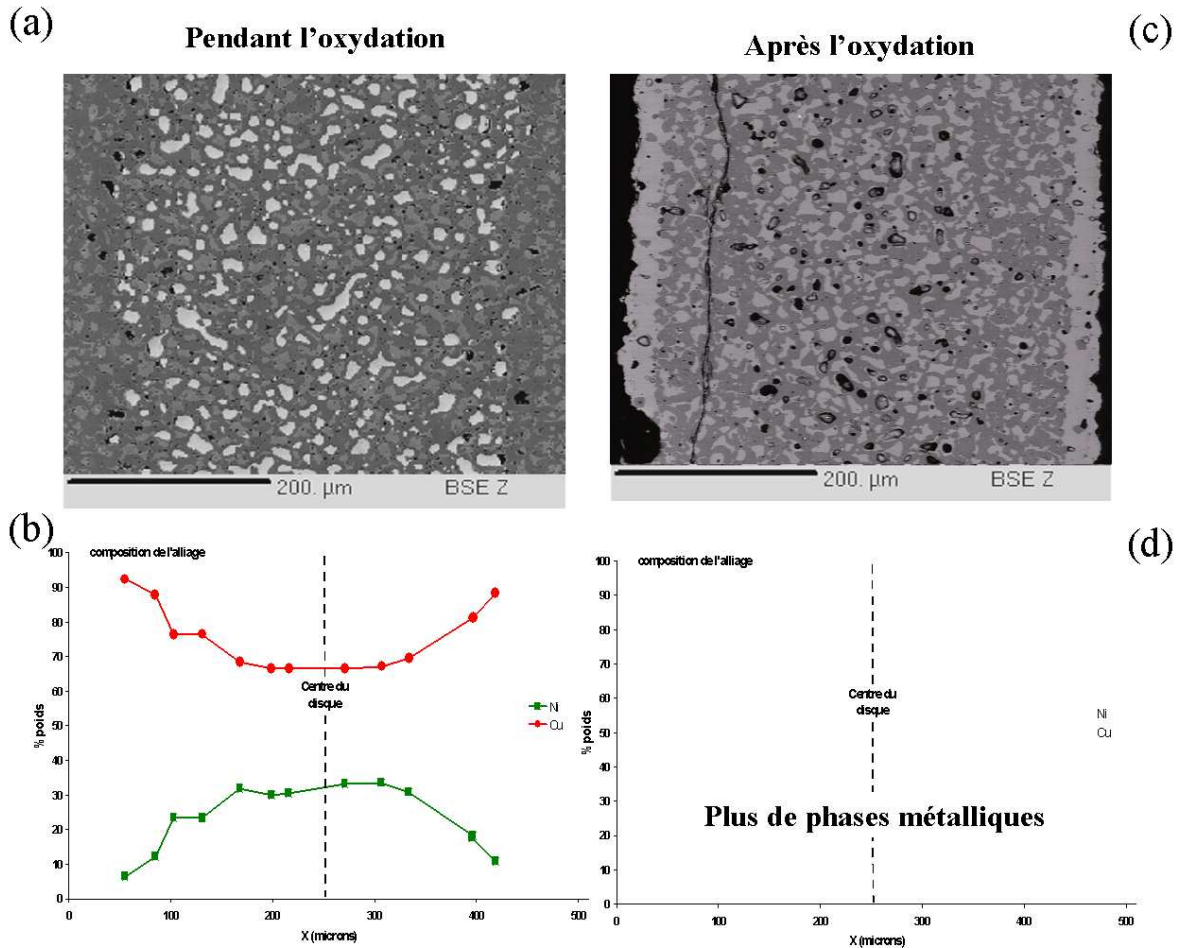 (a)
Pendant l'oxydation
200. µm
BSE Z
Après l'oxydation
(c)
200. µm
BSE Z
(b)
composition de l'alliage
100
90
80
70
60
50
40
30
20
10
0
% poids
Centre du
disque
Ni
Cu
0
100
200
300
400
500
X (microns)
(d)
composition de l'alliage
100
90
80
70
60
50
40
30
20
10
0
% poids
Centre du
disque
Ni
Cu
Plus de phases métalliques
0
100
200
300
400
500
X (microns)